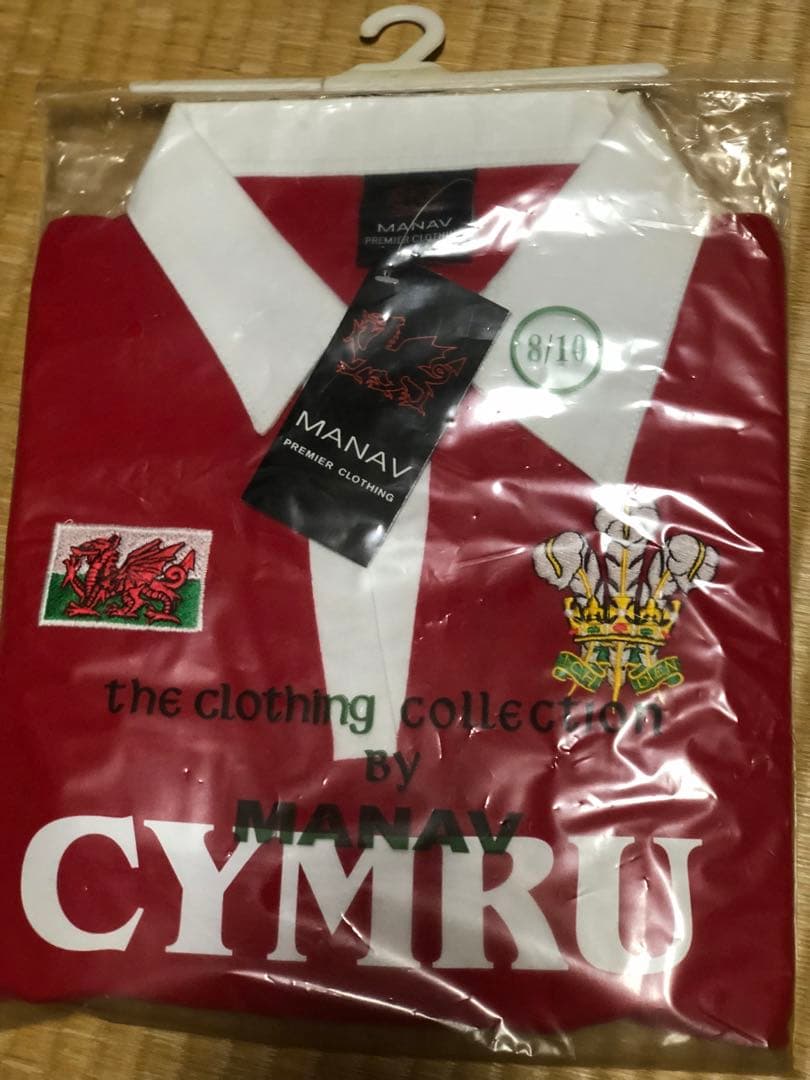 MANAV
PREMIER CLOTHING
8/10
MANAV
PREMIER CLOTHING
the clothing collection
By
MANAV
CYMRU